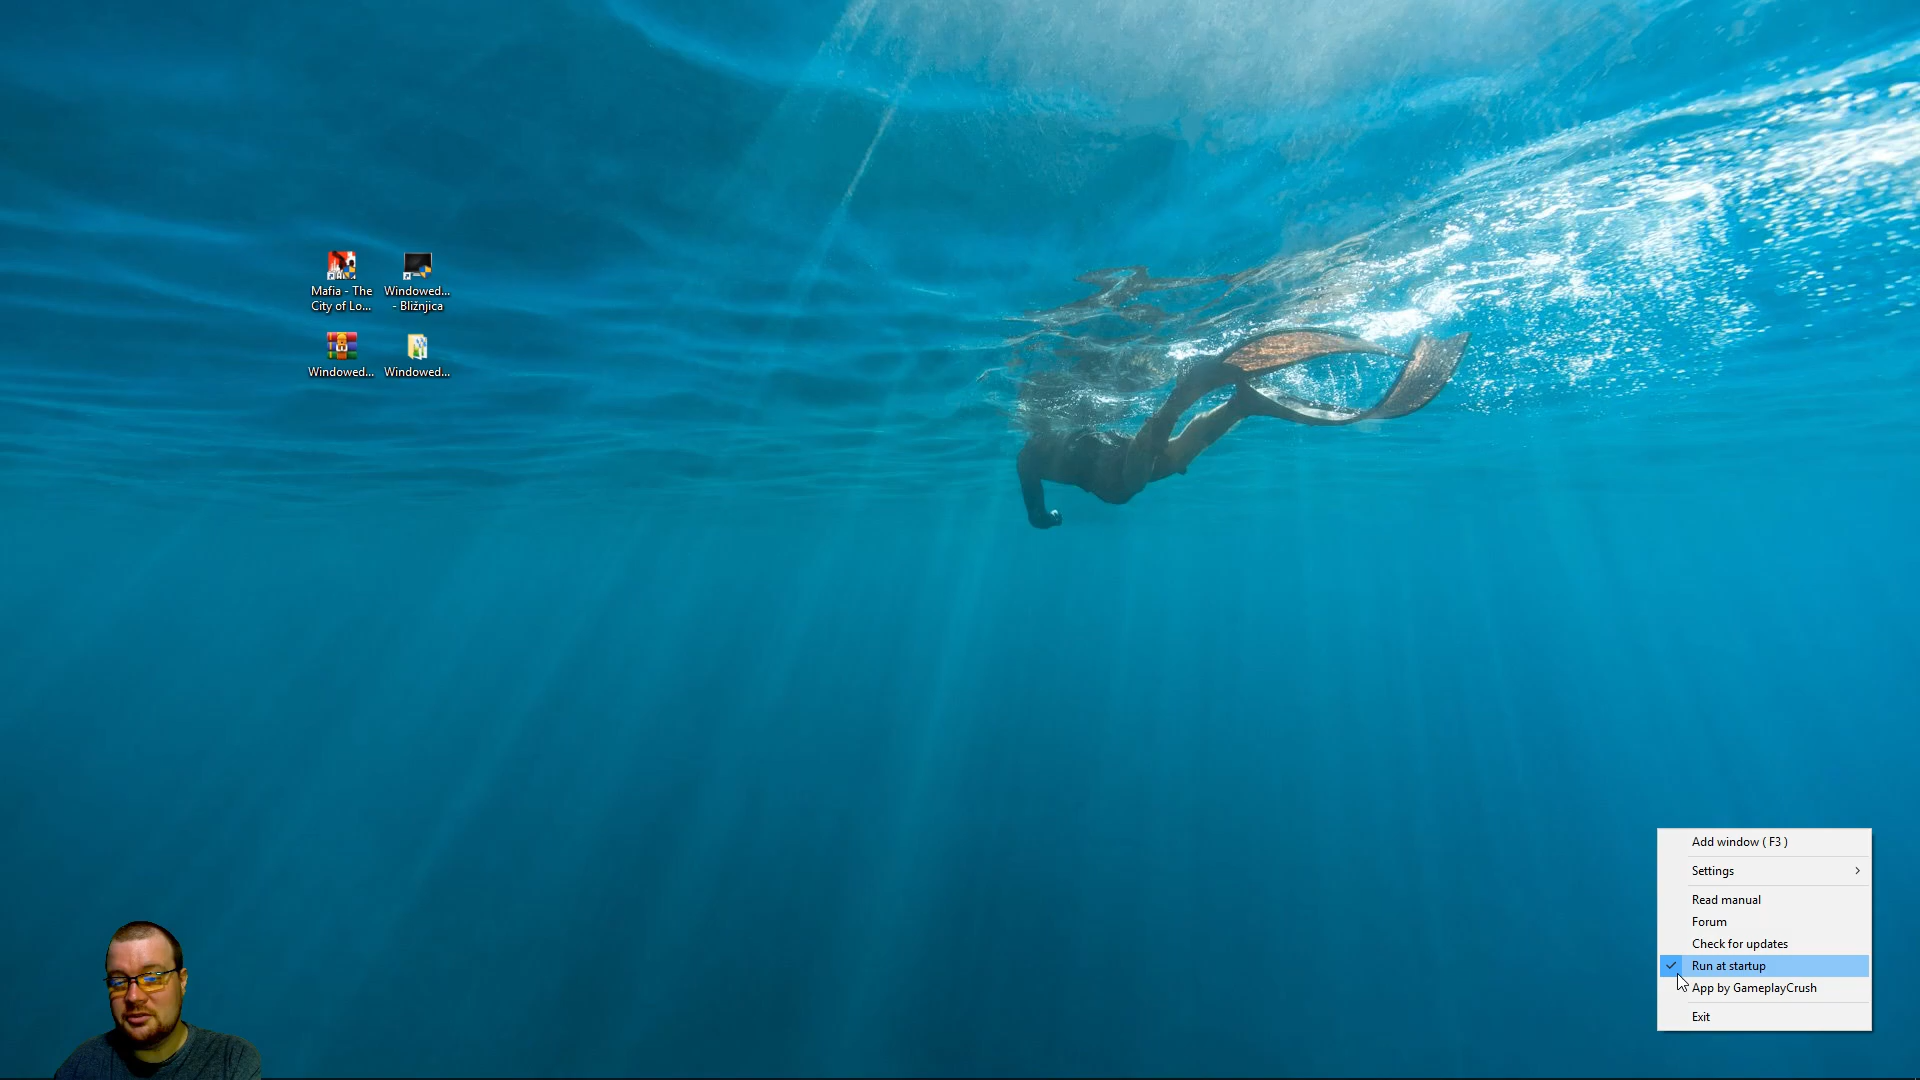 Mafia - The
City of Lo...
Windowed...
- Bližnjica
Windowed...
Windowed...
Add window ( F3 )
Settings
Read manual
Forum
Check for updates
Run at startup
App by GameplayCrush
Exit